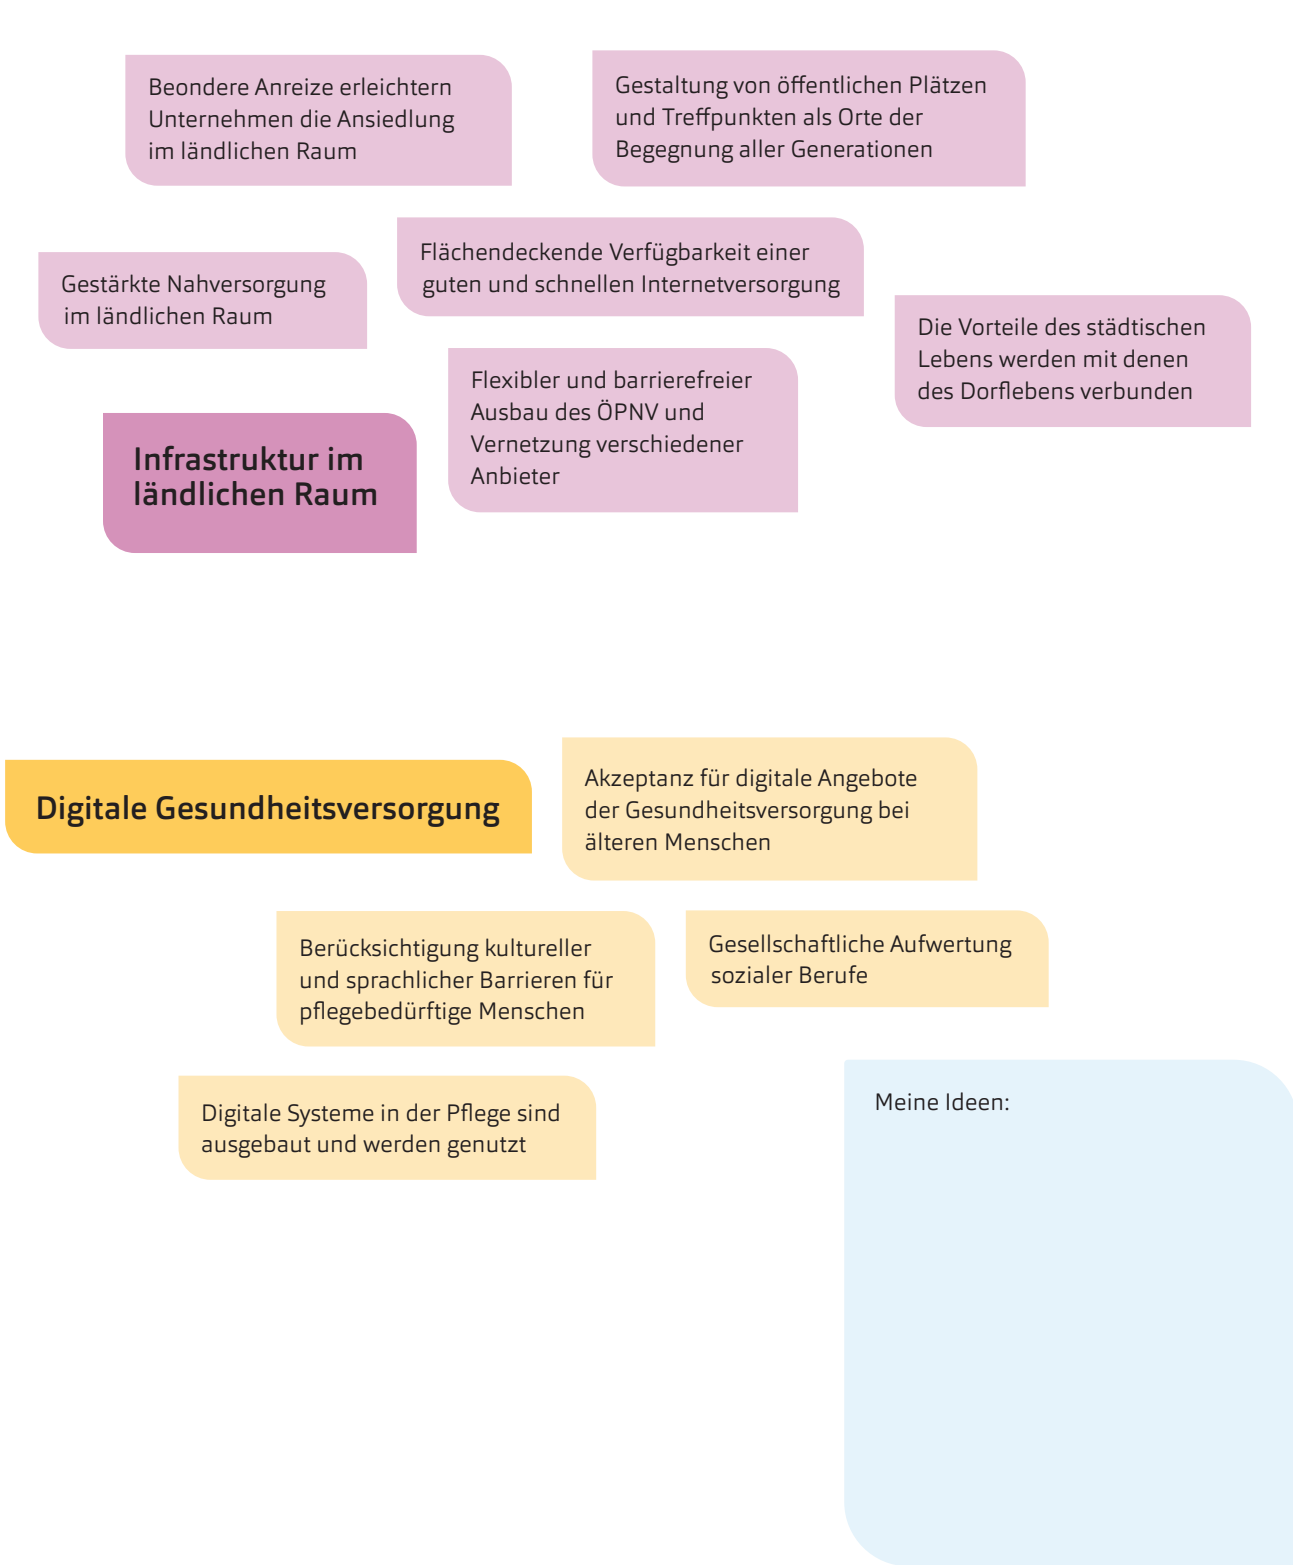 Beondere Anreize erleichtern
Unternehmen die Ansiedlung
im ländlichen Raum
Gestaltung von öffentlichen Plätzen
und Treffpunkten als Orte der
Begegnung aller Generationen
Flächendeckende Verfügbarkeit einer
guten und schnellen Internetversorgung
Gestärkte Nahversorgung
im ländlichen Raum
Die Vorteile des städtischen
Lebens werden mit denen
des Dorflebens verbunden
Flexibler und barrierefreier
Ausbau des ÖPNV und
Vernetzung verschiedener
Anbieter
Infrastruktur im
ländlichen Raum
Digitale Gesundheitsversorgung
Akzeptanz für digitale Angebote
der Gesundheitsversorgung bei
älteren Menschen
Berücksichtigung kultureller
und sprachlicher Barrieren für
pflegebedürftige Menschen
Gesellschaftliche Aufwertung
sozialer Berufe
Digitale Systeme in der Pflege sind
ausgebaut und werden genutzt
Meine Ideen: